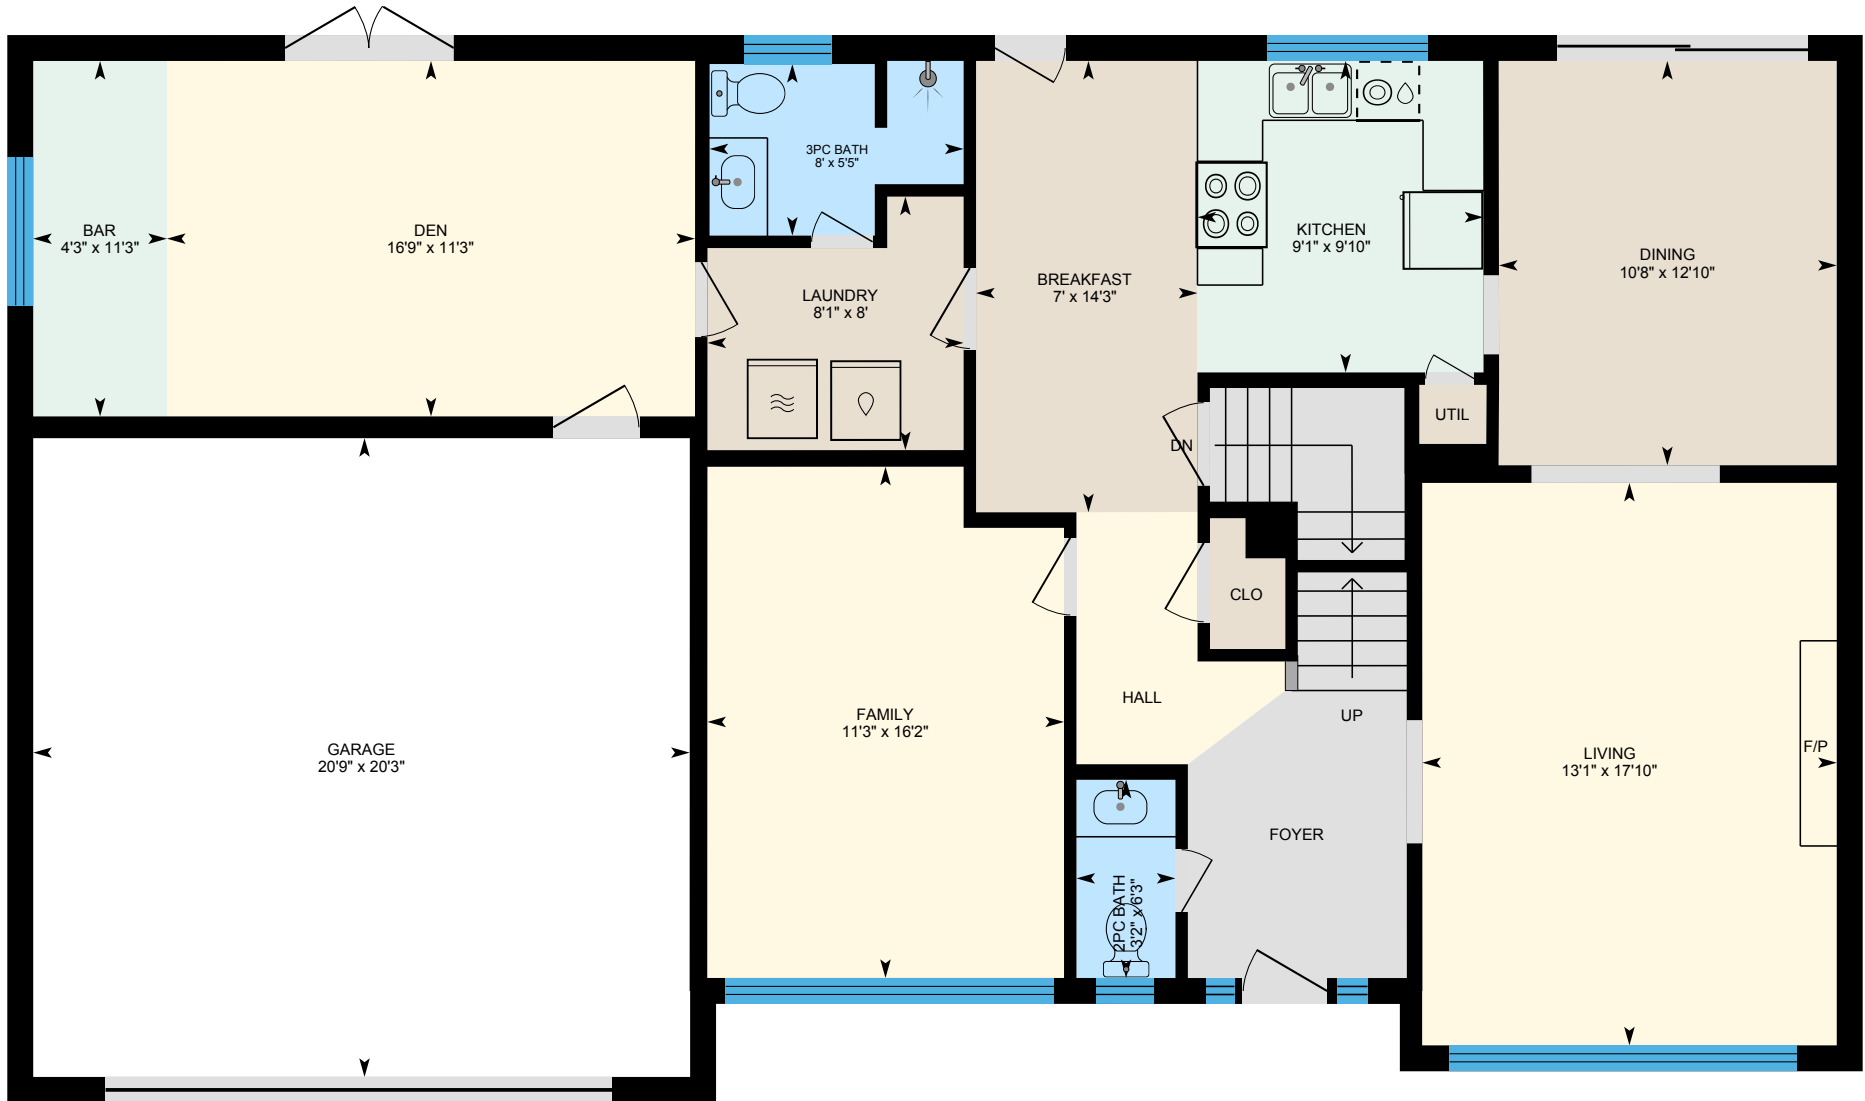 3PC BATH
8' x 5'5"
BAR
4'3" x 11'3"
DEN
16'9" x 11'3"
KITCHEN
9'1" x 9'10"
DINING
10'8" x 12'10"
BREAKFAST
7' x 14'3"
LAUNDRY
8'1" x 8'
UTIL
DN
CLO
HALL
UP
FAMILY
11'3" x 16'2"
GARAGE
20'9" x 20'3"
F/P
LIVING
13'1" x 17'10"
FOYER
2PC BATH
3'2" x 6'3"